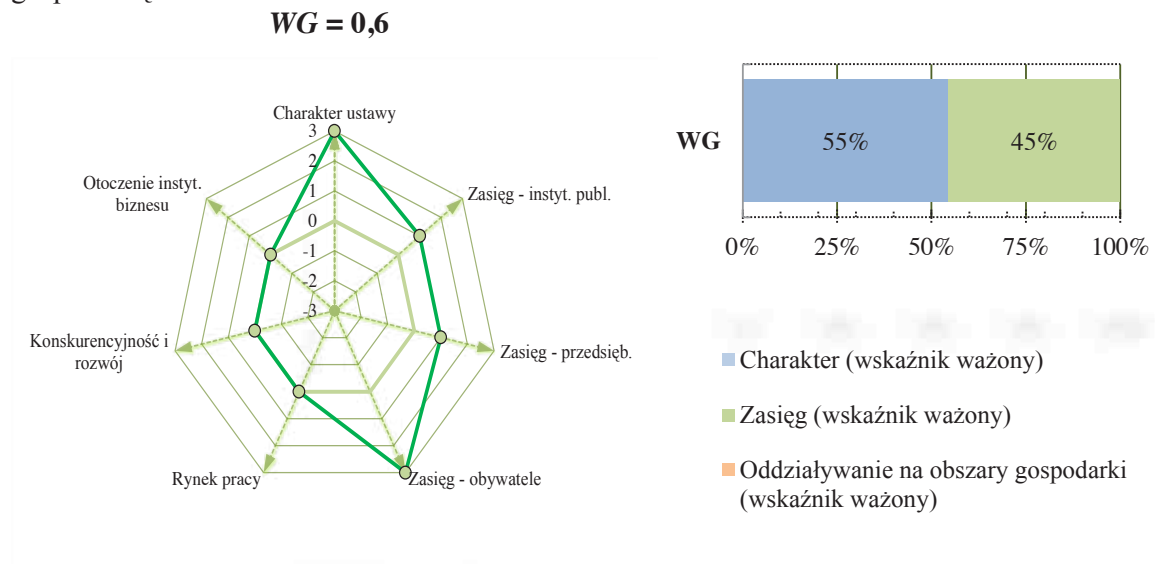 WG = 0,6
Charakter ustawy
3
2
1
0
-1
-2
-3
Zasięg - instyt. publ.
Zasięg - przedsięb.
Zasięg - obywatele
Rynek pracy
Konskurencyjność i
rozwój
Otoczenie instyt.
biznesu
WG
55%
45%
0%
25%
50%
75%
100%
Charakter (wskaźnik ważony)
Zasięg (wskaźnik ważony)
Oddziaływanie na obszary gospodarki
(wskaźnik ważony)